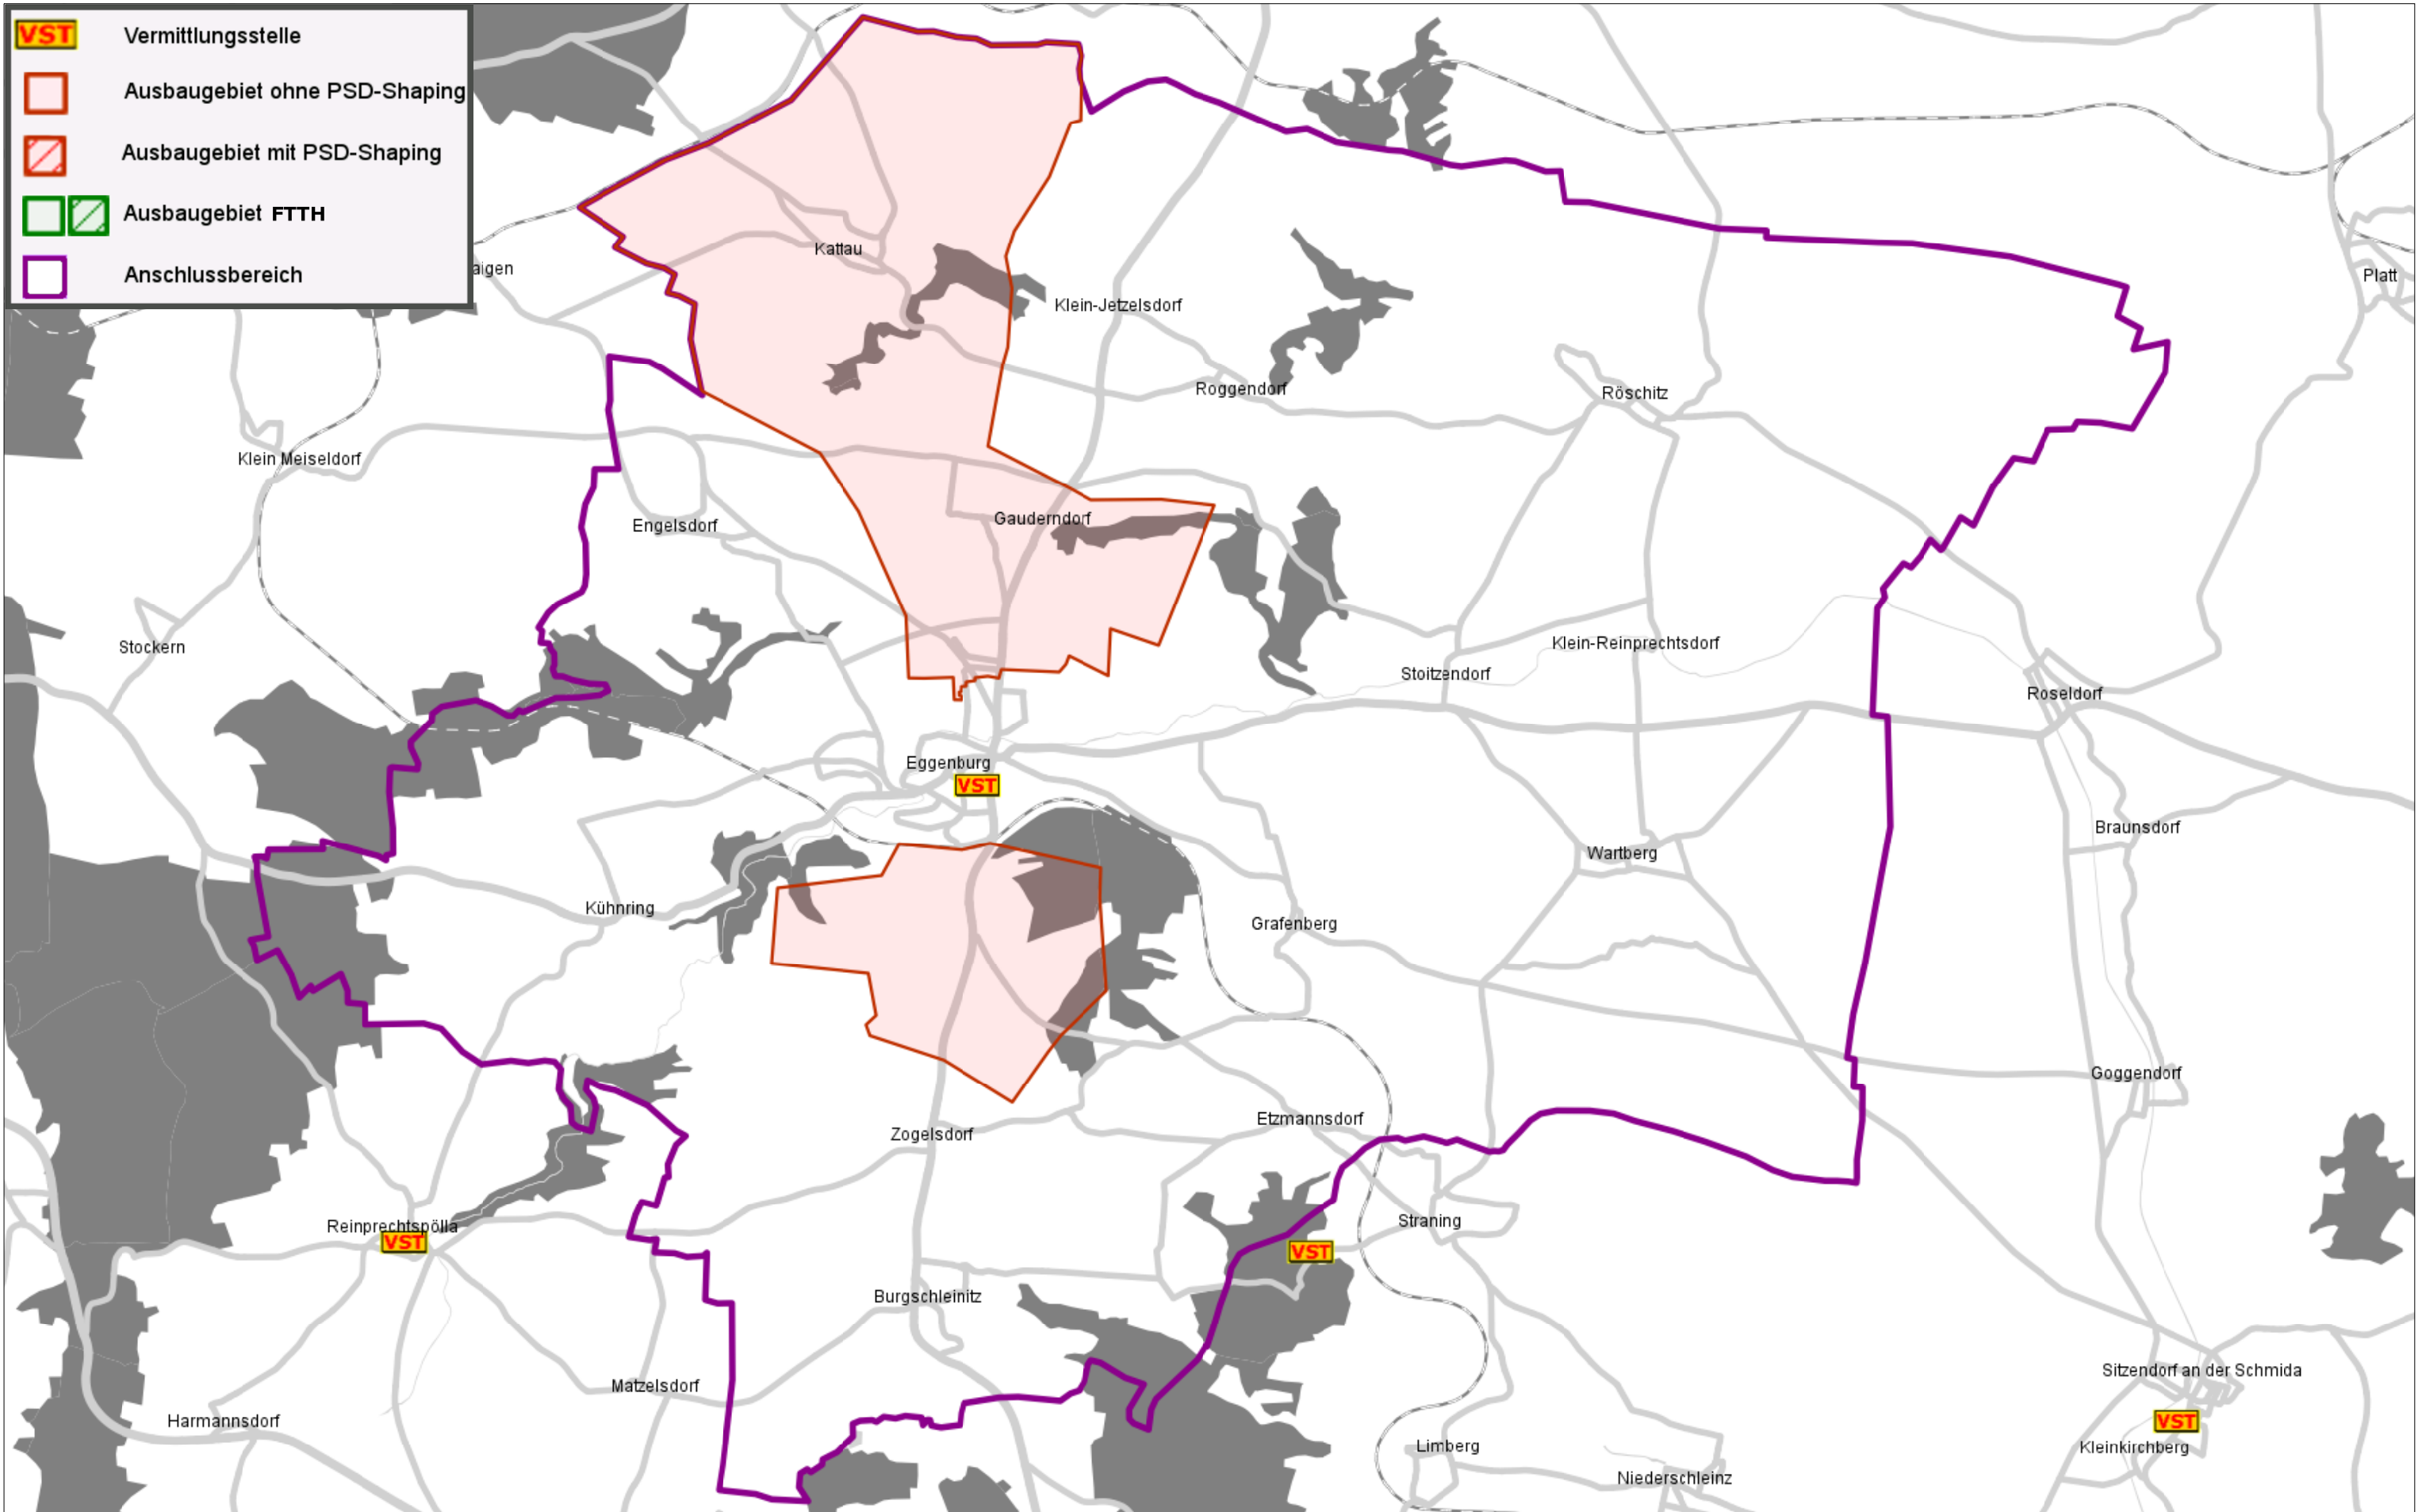 VST Vermittlungsstelle
Ausbaugebiet ohne PSD-Shaping
Ausbaugebiet mit PSD-Shaping
Ausbaugebiet FTTH
Anschlussbereich
aigen
Kattau
Klein-Jetzelsdorf
Platt
Roggendorf
Röschitz
Klein Meiseldorf
Engelsdorf
Gauderndorf
Stockern
Klein-Reinprechtsdorf
Stoitzendorf
Roseldorf
Eggenburg
VST
Braunsdorf
Wartberg
Kühnring
Grafenberg
Goggendorf
Etzmannsdorf
Zogelsdorf
Straning
Reinprechtspölla
VST
VST
Burgschleinitz
Sitzendorf an der Schmida
Matzelsdorf
Harmannsdorf
VST
Limberg
Kleinkirchberg
Niederschleinz